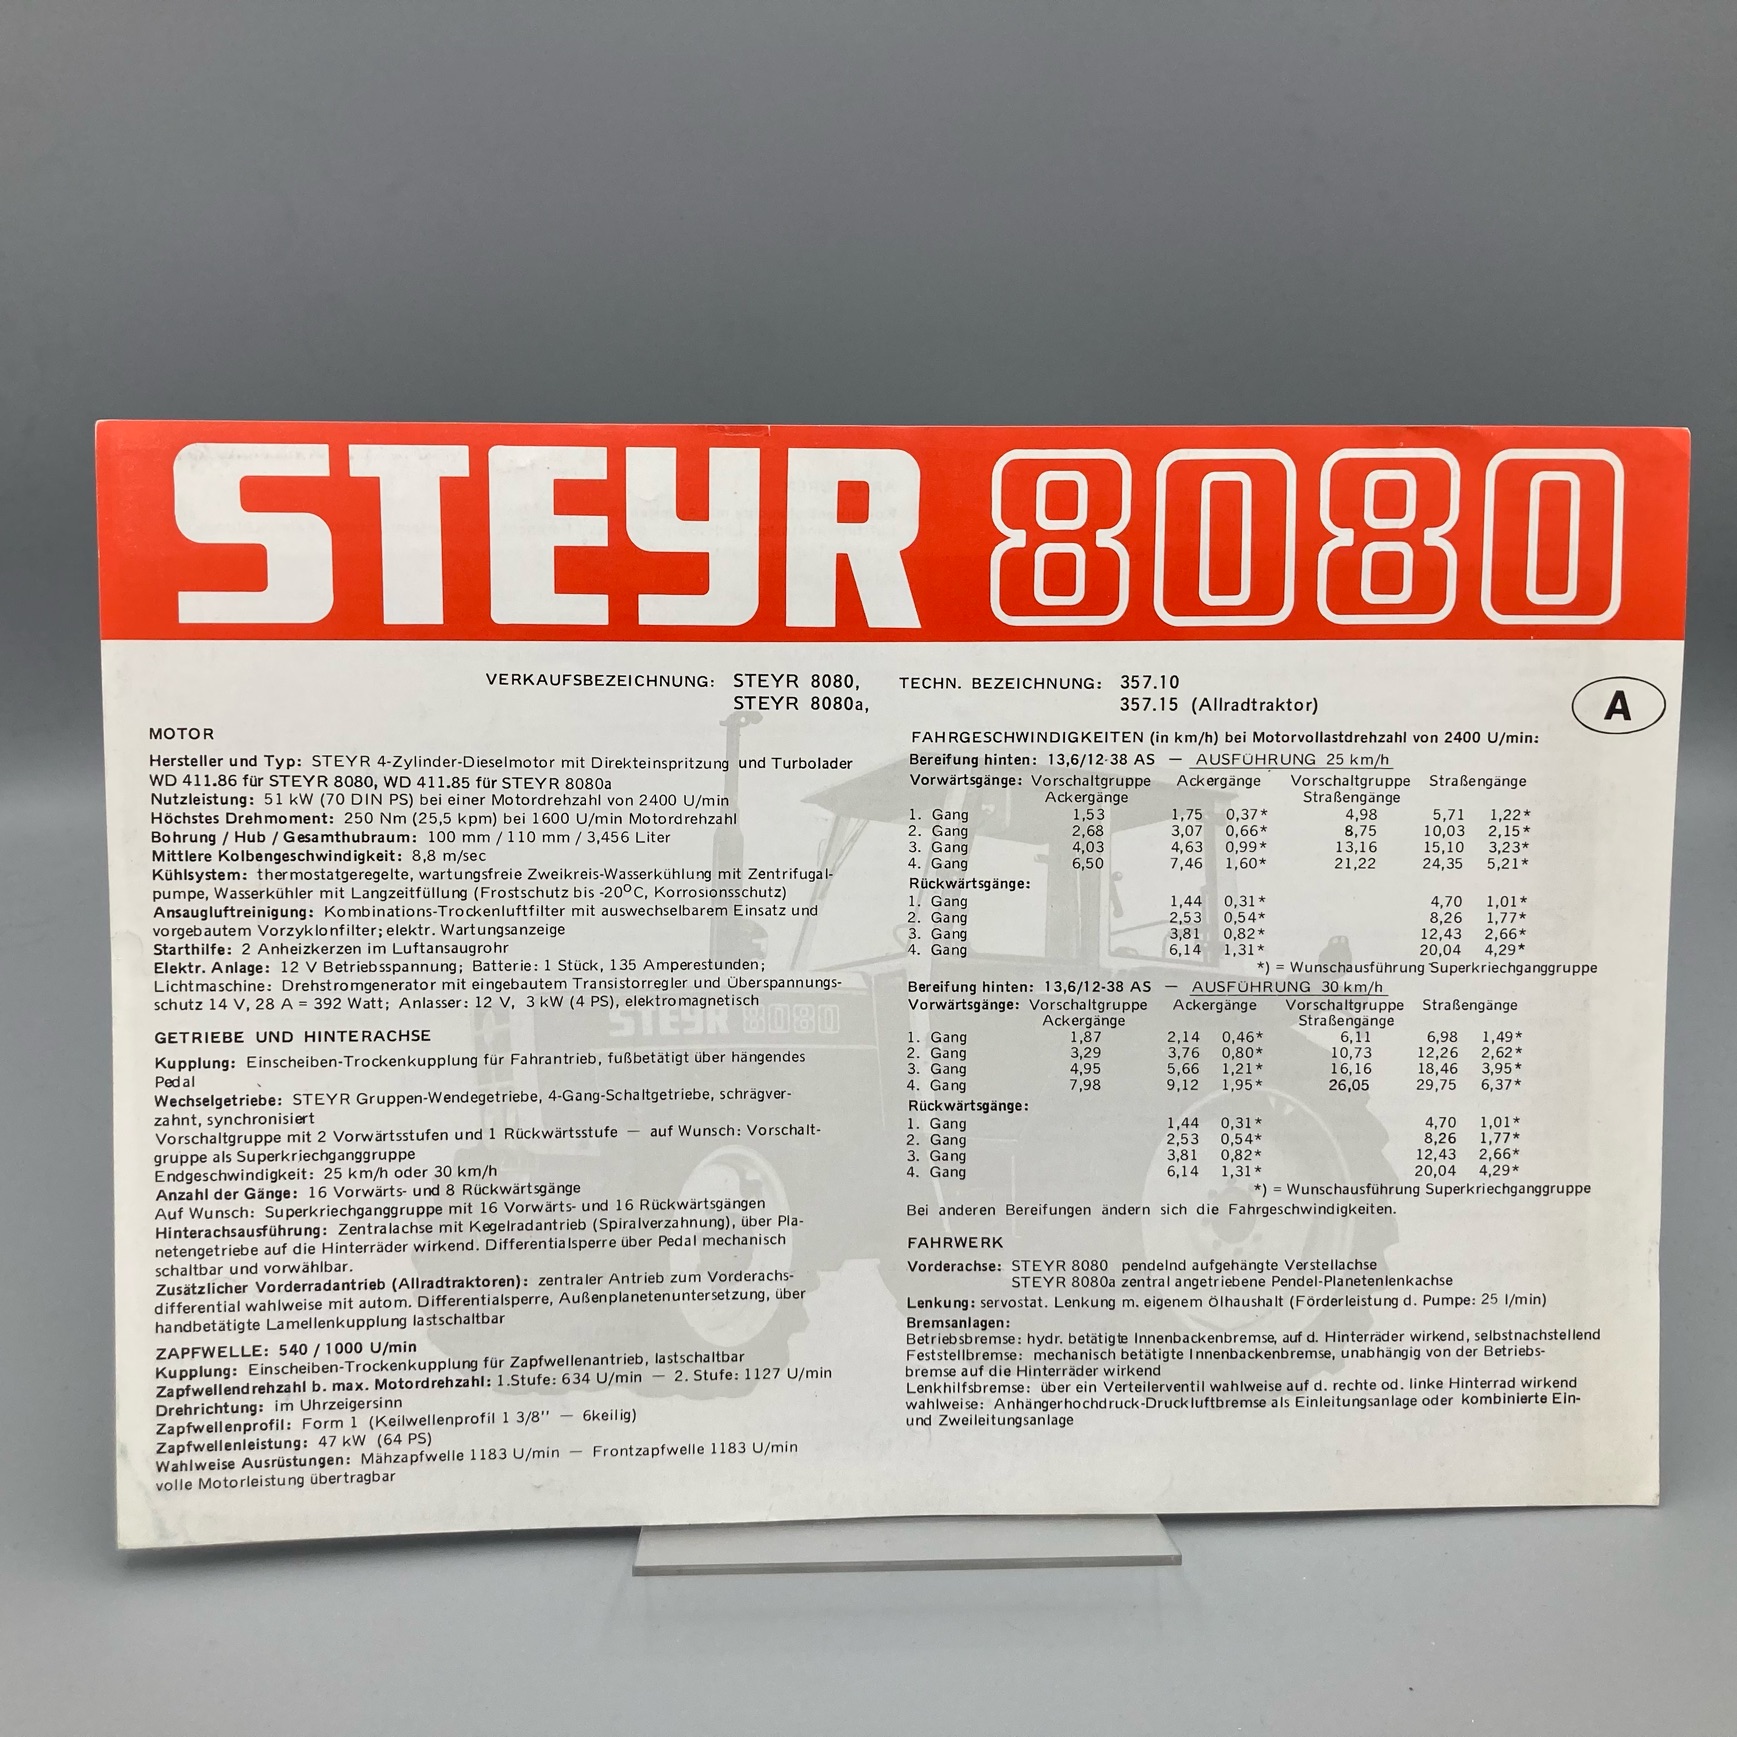 STEYR 8080
VERKAUFSBEZEICHNUNG: STEYR 8080, TECHN. BEZEICHNUNG: 357.10
STEYR 8080a, 357.15 (Allradtraktor)
A
MOTOR
Hersteller und Typ: STEYR 4-Zylinder-Dieselmotor mit Direkteinspritzung und Turbolader
WD 411.86 für STEYR 8080, WD 411.85 für STEYR 8080a
Nutzleistung: 51 kW (70 DIN PS) bei einer Motordrehzahl von 2400 U/min
Höchstes Drehmoment: 250 Nm (25,5 kpm) bei 1600 U/min Motordrehzahl
Bohrung / Hub / Gesamthubraum: 100 mm / 110 mm / 3,456 Liter
Mittlere Kolbengeschwindigkeit: 8,8 m/sec
Kühlsystem: thermostatgeregelte, wartungsfreie Zweikreis-Wasserkühlung mit Zentrifugal-
pumpe, Wasserkühler mit Langzeitfüllung (Frostschutz bis -20°C, Korrosionsschutz)
Ansaugluftreinigung: Kombinations-Trockenluftfilter mit auswechselbarem Einsatz und
vorgebautem Vorzyklonfilter; elektr. Wartungsanzeige
Starthilfe: 2 Anheizkerzen im Luftansaugrohr
Elektr. Anlage: 12 V Betriebsspannung; Batterie: 1 Stück, 135 Amperestunden;
Lichtmaschine: Drehstromgenerator mit eingebautem Transistorregler und Überspannungs-
schutz 14 V, 28 A = 392 Watt; Anlasser: 12 V, 3 kW (4 PS), elektromagnetisch
STEYR 8080
GETRIEBE UND HINTERACHSE
Kupplung: Einscheiben-Trockenkupplung für Fahrantrieb, fußbetätigt über hängendes
Pedal
Wechselgetriebe: STEYR Gruppen-Wendegetriebe, 4-Gang-Schaltgetriebe, schrägver-
zahnt, synchronisiert
Vorschaltgruppe mit 2 Vorwärtsstufen und 1 Rückwärtsstufe — auf Wunsch: Vorschalt-
gruppe als Superkriechganggruppe
Endgeschwindigkeit: 25 km/h oder 30 km/h
Anzahl der Gänge: 16 Vorwärts- und 8 Rückwärtsgänge
Auf Wunsch: Superkriechganggruppe mit 16 Vorwärts- und 16 Rückwärtsgängen
Hinterachsausführung: Zentralachse mit Kegelradantrieb (Spiralverzahnung), über Pla-
netengetriebe auf die Hinterräder wirkend. Differentialsperre über Pedal mechanisch
schaltbar und vorwählbar.
Zusätzlicher Vorderradantrieb (Allradtraktoren): zentraler Antrieb zum Vorderachs-
differential wahlweise mit autom. Differentialsperre, Außenplanetenuntersetzung, über
handbetätigte Lamellenkupplung lastschaltbar
ZAPFWELLE: 540 / 1000 U/min
Kupplung: Einscheiben-Trockenkupplung für Zapfwellenantrieb, lastschaltbar
Zapfwellendrehzahl b. max. Motordrehzahl: 1.Stufe: 634 U/min — 2. Stufe: 1127 U/min
Drehrichtung: im Uhrzeigersinn
Zapfwellenprofil: Form 1 (Keilwellenprofil 1 3/8" — 6keilig)
Zapfwellenleistung: 47 kW (64 PS)
Wahlweise Ausrüstungen: Mähzapfwelle 1183 U/min — Frontzapfwelle 1183 U/min
volle Motorleistung übertragbar
FAHRGESCHWINDIGKEITEN (in km/h) bei Motorvollastdrehzahl von 2400 U/min:
Bereifung hinten: 13,6/12-38 AS — AUSFÜHRUNG 25 km/h
Vorwärtsgänge: Vorschaltgruppe Ackergänge Vorschaltgruppe Straßengänge
Ackergänge Straßengänge
1. Gang 1,53 1,75 0,37* 4,98 5,71 1,22*
2. Gang 2,68 3,07 0,66* 8,75 10,03 2,15*
3. Gang 4,03 4,63 0,99* 13,16 15,10 3,23*
4. Gang 6,50 7,46 1,60* 21,22 24,35 5,21*
Rückwärtsgänge:
1. Gang 1,44 0,31* 4,70 1,01*
2. Gang 2,53 0,54* 8,26 1,77*
3. Gang 3,81 0,82* 12,43 2,66*
4. Gang 6,14 1,31* 20,04 4,29*
*) = Wunschausführung Superkriechganggruppe
Bereifung hinten: 13,6/12-38 AS — AUSFÜHRUNG 30 km/h
Vorwärtsgänge: Vorschaltgruppe Ackergänge Vorschaltgruppe Straßengänge
Ackergänge Straßengänge
1. Gang 1,87 2,14 0,46* 6,11 6,98 1,49*
2. Gang 3,29 3,76 0,80* 10,73 12,26 2,62*
3. Gang 4,95 5,66 1,21* 16,16 18,46 3,95*
4. Gang 7,98 9,12 1,95* 26,05 29,75 6,37*
Rückwärtsgänge:
1. Gang 1,44 0,31* 4,70 1,01*
2. Gang 2,53 0,54* 8,26 1,77*
3. Gang 3,81 0,82* 12,43 2,66*
4. Gang 6,14 1,31* 20,04 4,29*
*) = Wunschausführung Superkriechganggruppe
Bei anderen Bereifungen ändern sich die Fahrgeschwindigkeiten.
FAHRWERK
Vorderachse: STEYR 8080 pendelnd aufgehängte Verstellachse
STEYR 8080a zentral angetriebene Pendel-Planetenlenkachse
Lenkung: servostat. Lenkung m. eigenem Ölhaushalt (Förderleistung d. Pumpe: 25 l/min)
Bremsanlagen:
Betriebsbremse: hydr. betätigte Innenbackenbremse, auf d. Hinterräder wirkend, selbstnachstellend
Feststellbremse: mechanisch betätigte Innenbackenbremse, unabhängig von der Betriebs-
bremse auf die Hinterräder wirkend
Lenkhilfsbremse: über ein Verteilerventil wahlweise auf d. rechte od. linke Hinterrad wirkend
wahlweise: Anhängerhochdruck-Druckluftbremse als Einleitungsanlage oder kombinierte Ein-
und Zweileitungsanlage